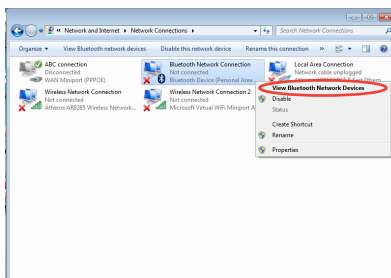 Network and Internet Network Connections Search Network Connections
Organize View Bluetooth network devices Disable this network device Rename this connection »
ABC connection
Disconnected
WAN Miniport (PPPOE)
Bluetooth Network Connection
Not connected
Bluetooth Device (Personal Area ...
Local Area Connection
Network cable unplugged
Wireless Network Connection
Not connected
Atheros AR9285 Wireless Network...
Wireless Network Connection 2
Not connected
Microsoft Virtual WiFi Miniport A...
View Bluetooth Network Devices
Disable
Status
Create Shortcut
Rename
Properties